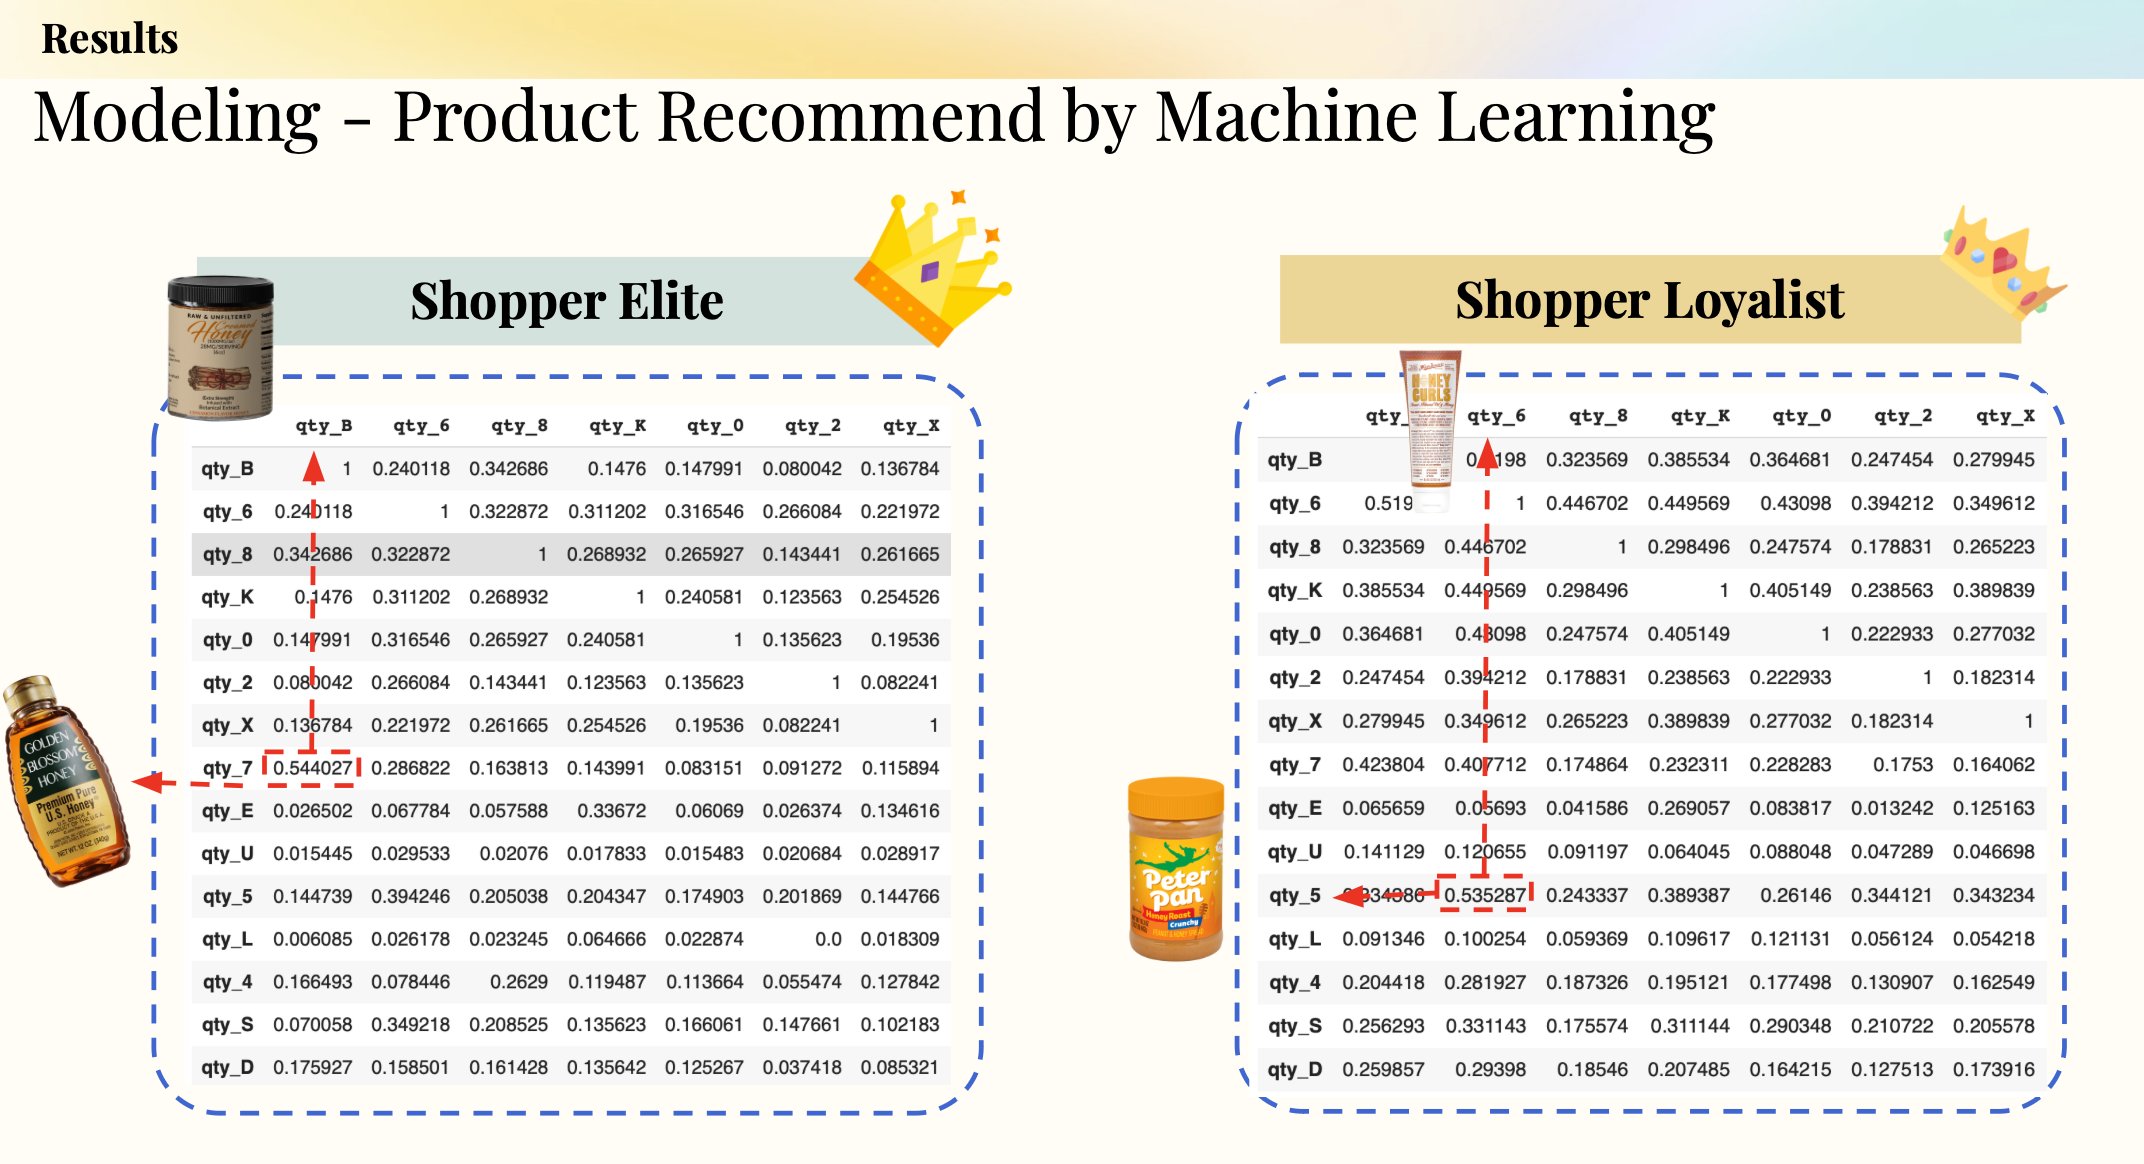 Results
Modeling - Product Recommend by Machine Learning
Shopper Elite
RAW & UNFILTERED
Creamed
Honey
qty_B qty_6 qty_8 qty_K qty_0 qty_2 qty_X
qty_B 1 0.240118 0.342686 0.1476 0.147991 0.080042 0.136784
qty_6 0.240118 1 0.322872 0.311202 0.316546 0.266084 0.221972
qty_8 0.342686 0.322872 1 0.268932 0.265927 0.143441 0.261665
qty_K 0.1476 0.311202 0.268932 1 0.240581 0.123563 0.254526
qty_0 0.147991 0.316546 0.265927 0.240581 1 0.135623 0.19536
qty_2 0.080042 0.266084 0.143441 0.123563 0.135623 1 0.082241
qty_X 0.136784 0.221972 0.261665 0.254526 0.19536 0.082241 1
qty_7 0.544027 0.286822 0.163813 0.143991 0.083151 0.091272 0.115894
qty_E 0.026502 0.067784 0.057588 0.33672 0.06069 0.026374 0.134616
qty_U 0.015445 0.029533 0.02076 0.017833 0.015483 0.020684 0.028917
qty_5 0.144739 0.394246 0.205038 0.204347 0.174903 0.201869 0.144766
qty_L 0.006085 0.026178 0.023245 0.064666 0.022874 0.0 0.018309
qty_4 0.166493 0.078446 0.2629 0.119487 0.113664 0.055474 0.127842
qty_S 0.070058 0.349218 0.208525 0.135623 0.166061 0.147661 0.102183
qty_D 0.175927 0.158501 0.161428 0.135642 0.125267 0.037418 0.085321
GOLDEN
BLOSSOM
HONEY
Premium Pure
U.S. Honey
NET WT. 12 OZ. (340g)
Shopper Loyalist
HONEY
CURLS
qty_ qty_6 qty_8 qty_K qty_0 qty_2 qty_X
qty_B 198 0.323569 0.385534 0.364681 0.247454 0.279945
qty_6 0.519 1 0.446702 0.449569 0.43098 0.394212 0.349612
qty_8 0.323569 0.446702 1 0.298496 0.247574 0.178831 0.265223
qty_K 0.385534 0.449569 0.298496 1 0.405149 0.238563 0.389839
qty_0 0.364681 0.43098 0.247574 0.405149 1 0.222933 0.277032
qty_2 0.247454 0.394212 0.178831 0.238563 0.222933 1 0.182314
qty_X 0.279945 0.349612 0.265223 0.389839 0.277032 0.182314 1
qty_7 0.423804 0.407712 0.174864 0.232311 0.228283 0.1753 0.164062
qty_E 0.065659 0.05693 0.041586 0.269057 0.083817 0.013242 0.125163
qty_U 0.141129 0.120655 0.091197 0.064045 0.088048 0.047289 0.046698
qty_5 0.535287 0.243337 0.389387 0.26146 0.344121 0.343234
qty_L 0.091346 0.100254 0.059369 0.109617 0.121131 0.056124 0.054218
qty_4 0.204418 0.281927 0.187326 0.195121 0.177498 0.130907 0.162549
qty_S 0.256293 0.331143 0.175574 0.311144 0.290348 0.210722 0.205578
qty_D 0.259857 0.29398 0.18546 0.207485 0.164215 0.127513 0.173916
Peter
Pan
Honey Roast
Crunchy